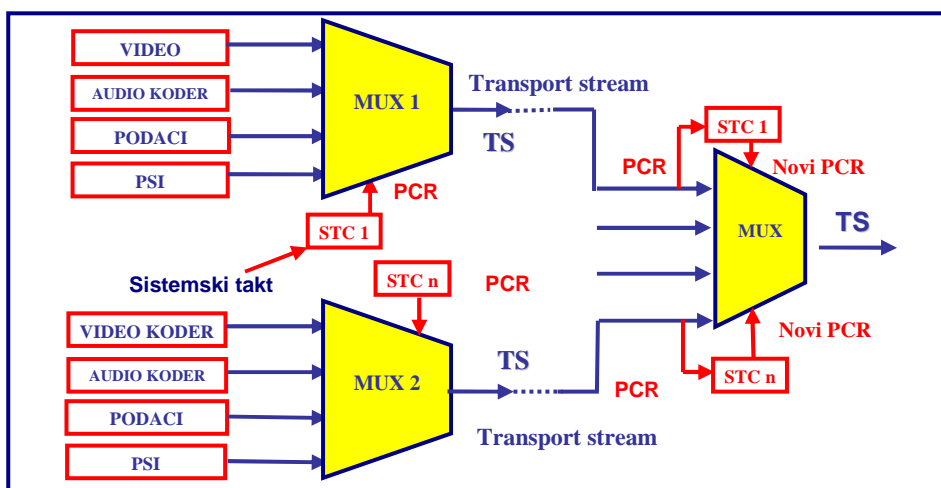 VIDEO
AUDIO KODER
PODACI
PSI
MUX 1
Transport stream
TS
PCR
STC 1
Sistemski takt
STC 1
PCR
Novi PCR
MUX
TS
STC n
PCR
VIDEO KODER
AUDIO KODER
PODACI
PSI
MUX 2
TS
Transport stream
PCR
Novi PCR
STC n